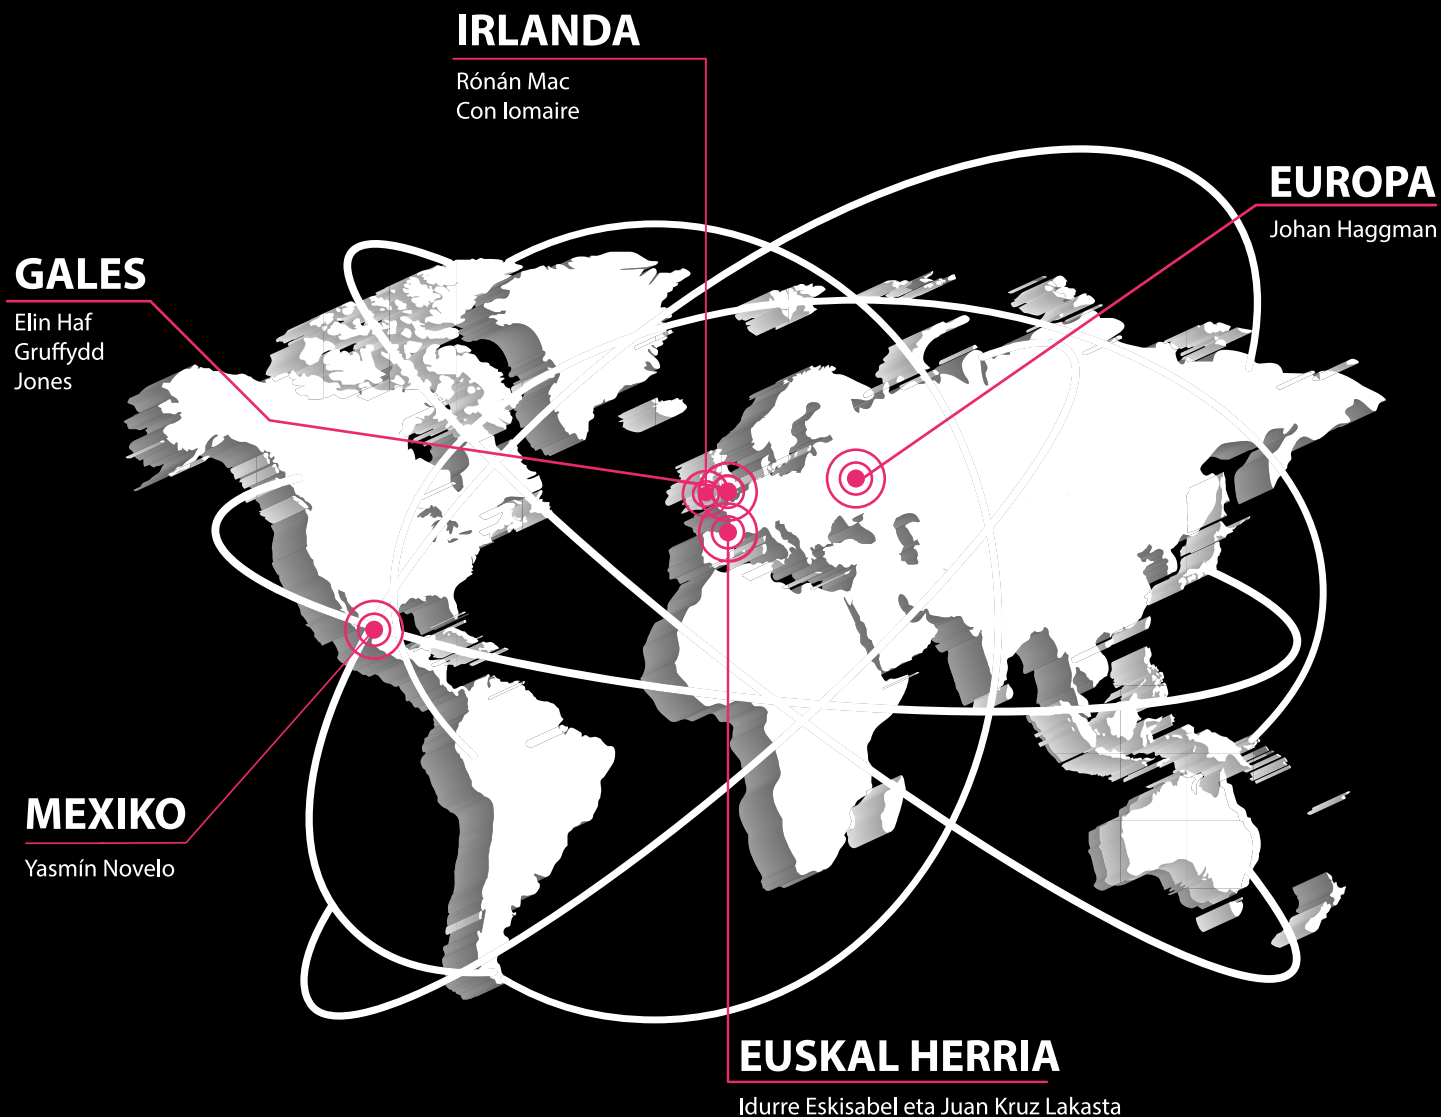 IRLANDA
Rónán Mac
Con Iomaire
EUROPA
Johan Haggman
GALES
Elin Haf
Gruffydd
Jones
MEXIKO
Yasmín Novelo
EUSKAL HERRIA
Idurre Eskisabel eta Juan Kruz Lakasta